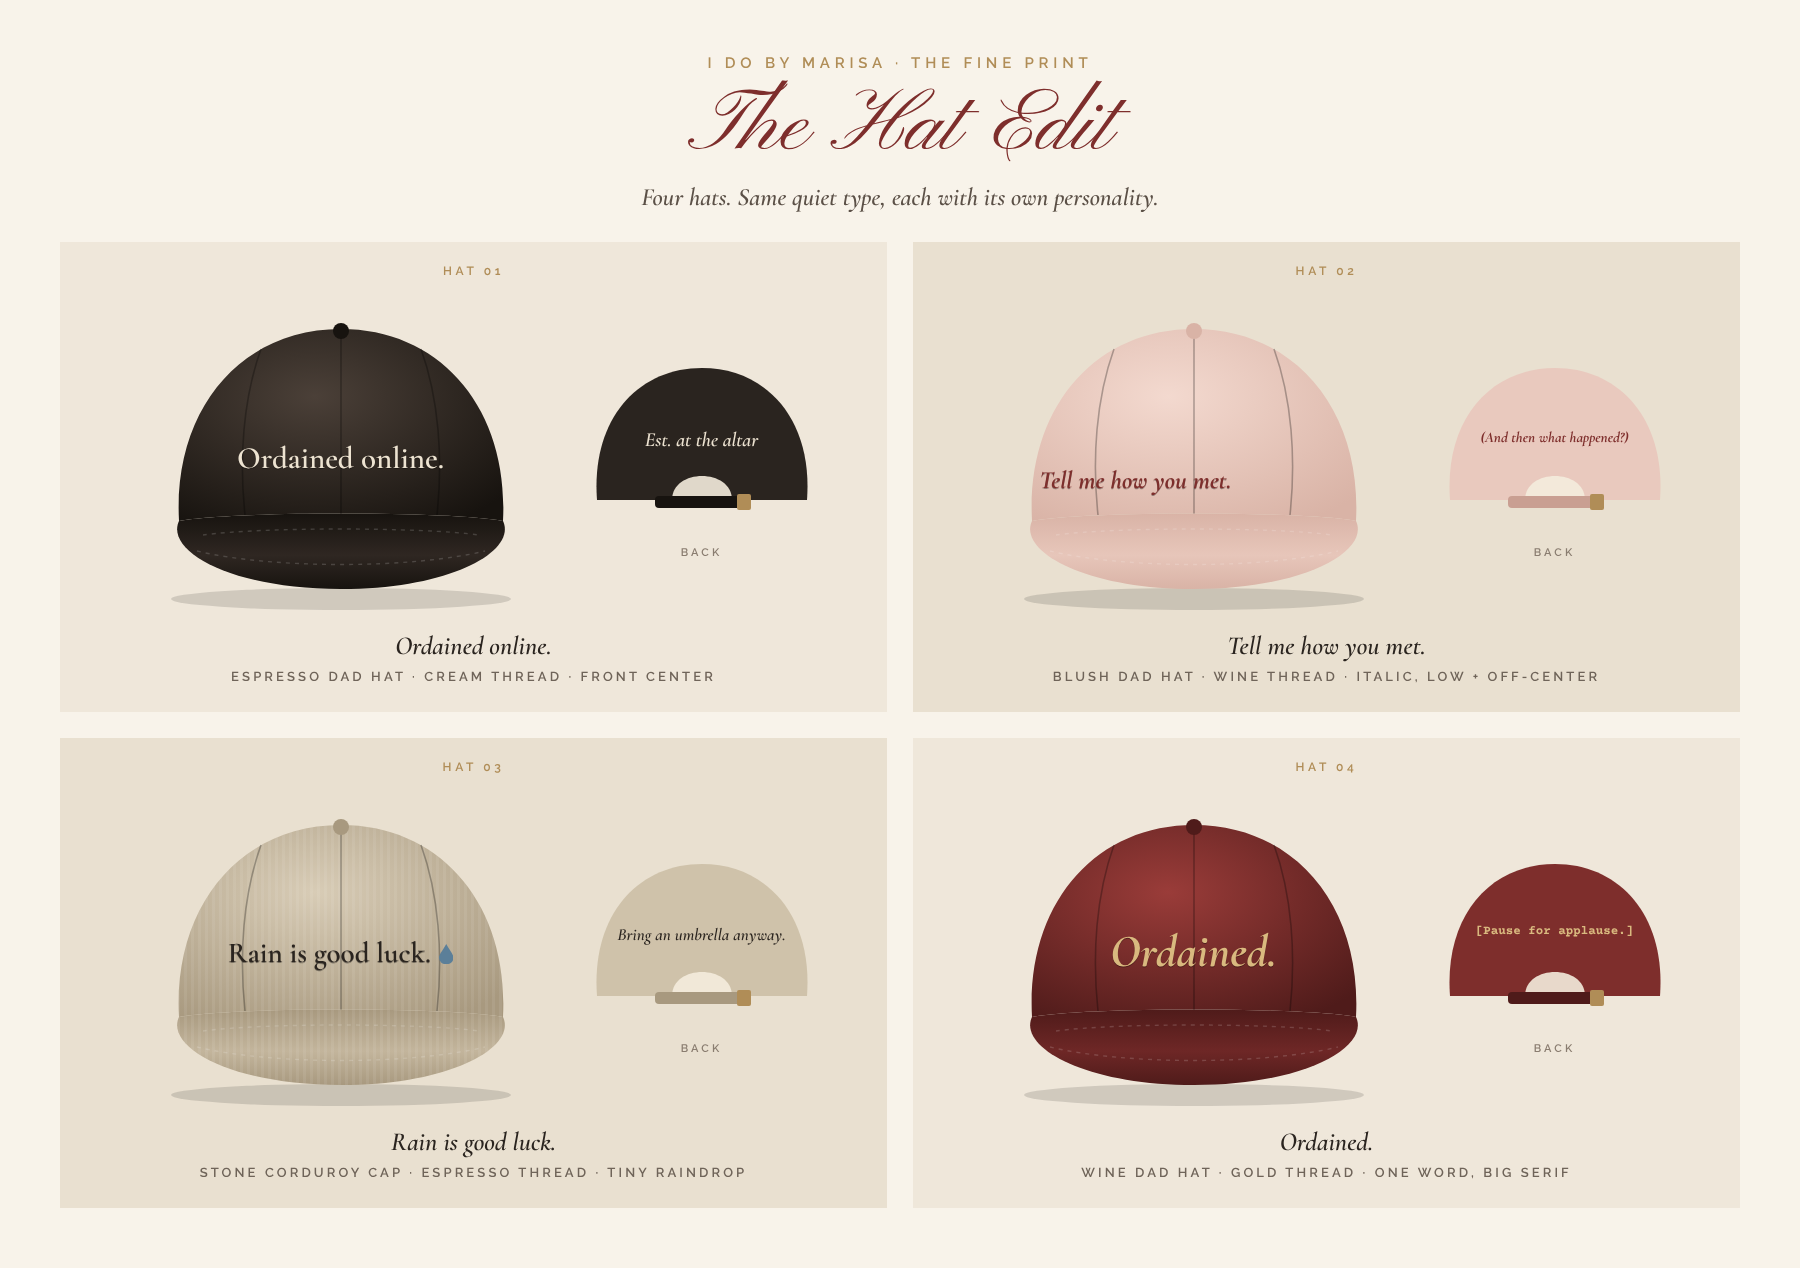 I DO BY MARISA · THE FINE PRINT
The Hat Edit
Four hats. Same quiet type, each with its own personality.
HAT 01
Ordained online.
Est. at the altar
BACK
Ordained online.
ESPRESSO DAD HAT · CREAM THREAD · FRONT CENTER
HAT 02
Tell me how you met.
(And then what happened?)
BACK
Tell me how you met.
BLUSH DAD HAT · WINE THREAD · ITALIC, LOW + OFF-CENTER
HAT 03
Rain is good luck.
Bring an umbrella anyway.
BACK
Rain is good luck.
STONE CORDUROY CAP · ESPRESSO THREAD · TINY RAINDROP
HAT 04
Ordained.
[Pause for applause.]
BACK
Ordained.
WINE DAD HAT · GOLD THREAD · ONE WORD, BIG SERIF